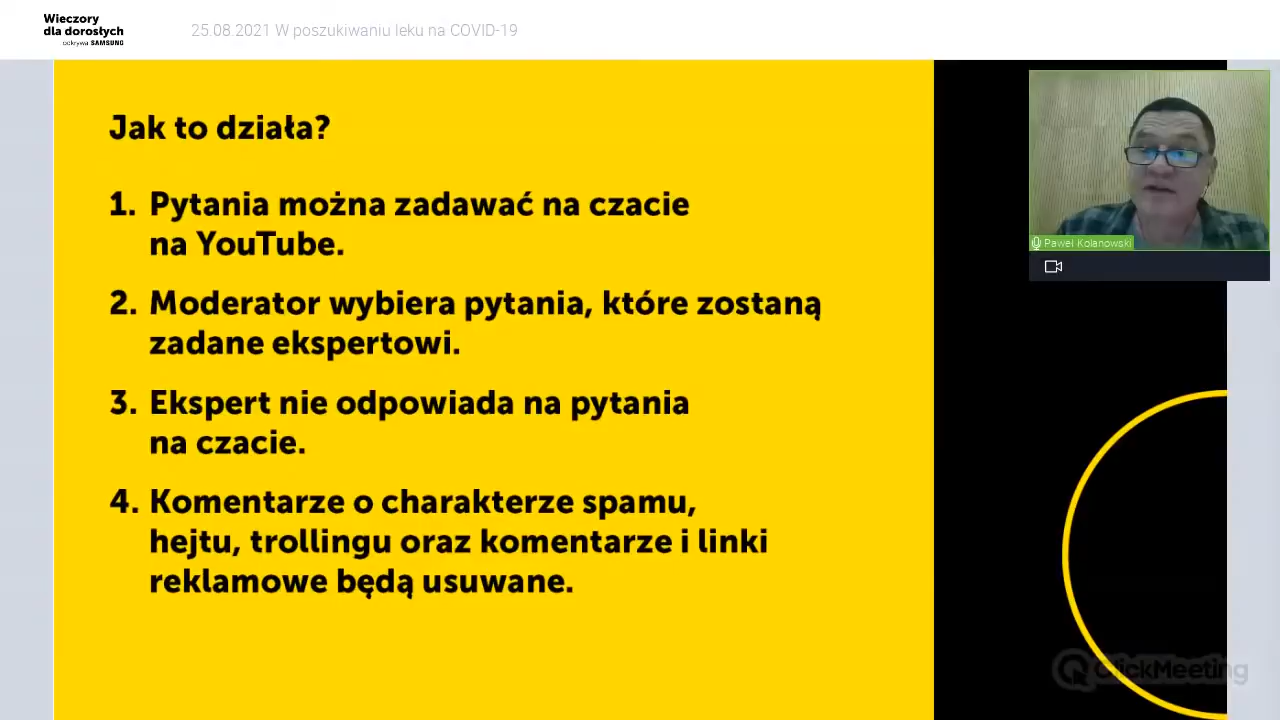 Wieczory
dla dorosłych
odkrywa SAMSUNG
25.08.2021 W poszukiwaniu leku na COVID-19
Jak to działa?
1. Pytania można zadawać na czacie
na YouTube.
2. Moderator wybiera pytania, które zostaną
zadane ekspertowi.
3. Ekspert nie odpowiada na pytania
na czacie.
4. Komentarze o charakterze spamu,
hejtu, trollingu oraz komentarze i linki
reklamowe będą usuwane.
Paweł Kolanowski
ClickMeeting